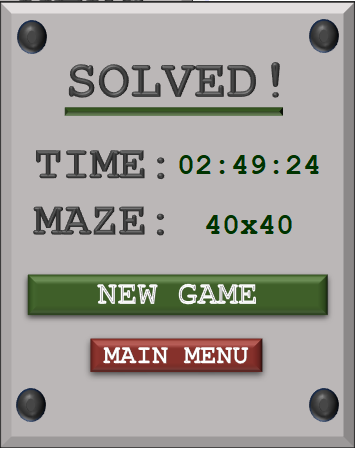 SOLVED!
TIME: 02:49:24
MAZE: 40x40
NEW GAME
MAIN MENU